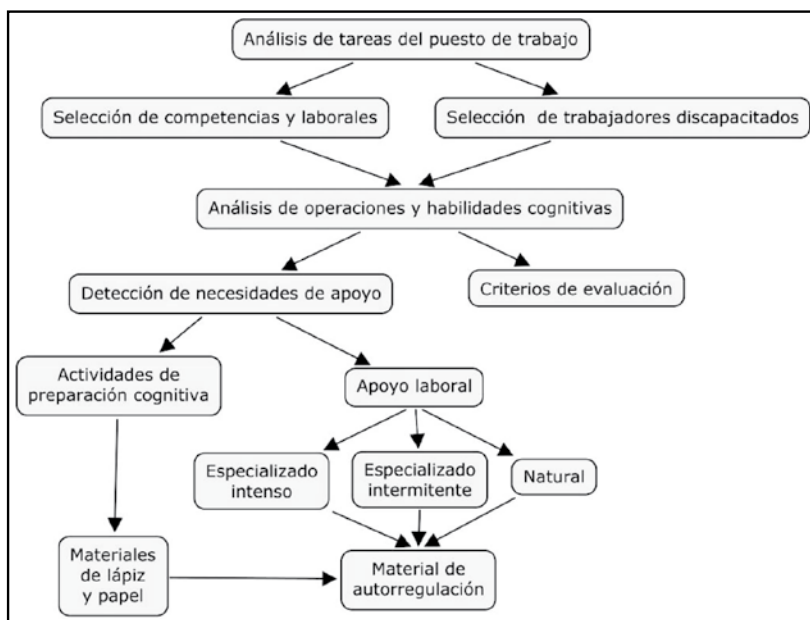 Análisis de tareas del puesto de trabajo
Selección de competencias y laborales
Selección de trabajadores discapacitados
Análisis de operaciones y habilidades cognitivas
Detección de necesidades de apoyo
Criterios de evaluación
Actividades de
preparación cognitiva
Apoyo laboral
Especializado
intenso
Especializado
intermitente
Natural
Materiales
de lápiz
y papel
Material de
autorregulación